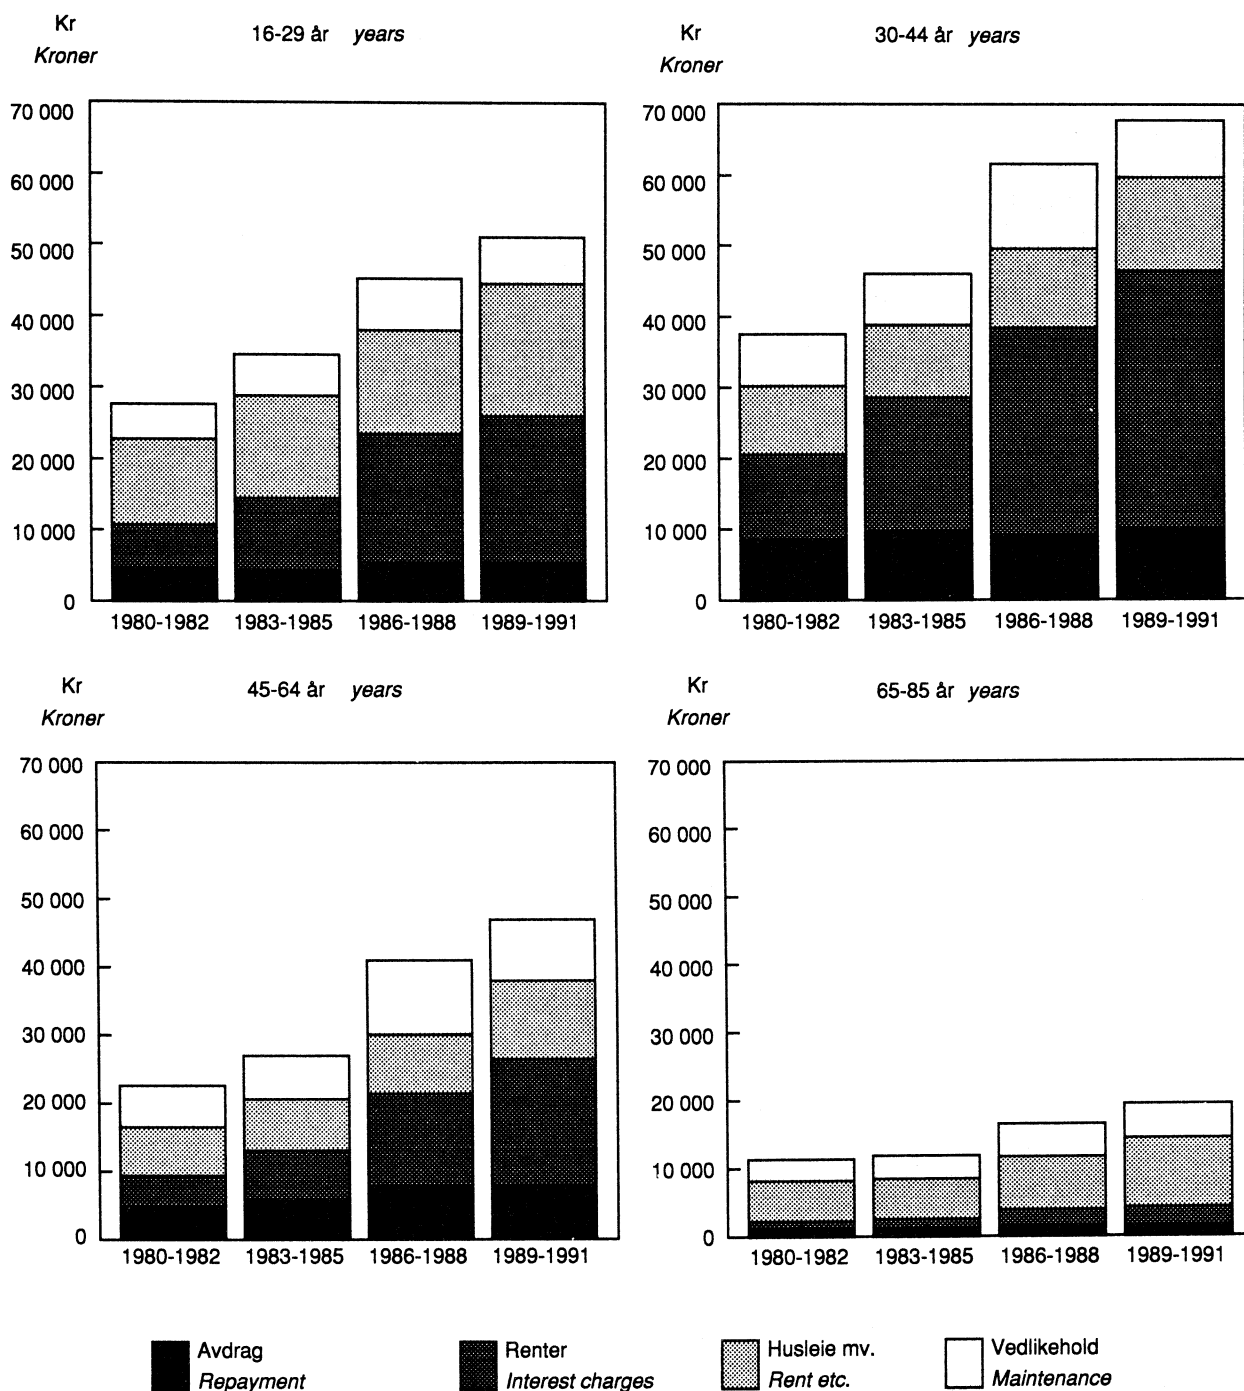 Kr
Kroner
16-29 år years
70 000
60 000
50 000
40 000
30 000
20 000
10 000
0
1980-1982 1983-1985 1986-1988 1989-1991
Kr
Kroner
30-44 år years
70 000
60 000
50 000
40 000
30 000
20 000
10 000
0
1980-1982 1983-1985 1986-1988 1989-1991
Kr
Kroner
45-64 år years
70 000
60 000
50 000
40 000
30 000
20 000
10 000
0
1980-1982 1983-1985 1986-1988 1989-1991
Kr
Kroner
65-85 år years
70 000
60 000
50 000
40 000
30 000
20 000
10 000
0
1980-1982 1983-1985 1986-1988 1989-1991
Avdrag
Repayment
Renter
Interest charges
Husleie mv.
Rent etc.
Vedlikehold
Maintenance